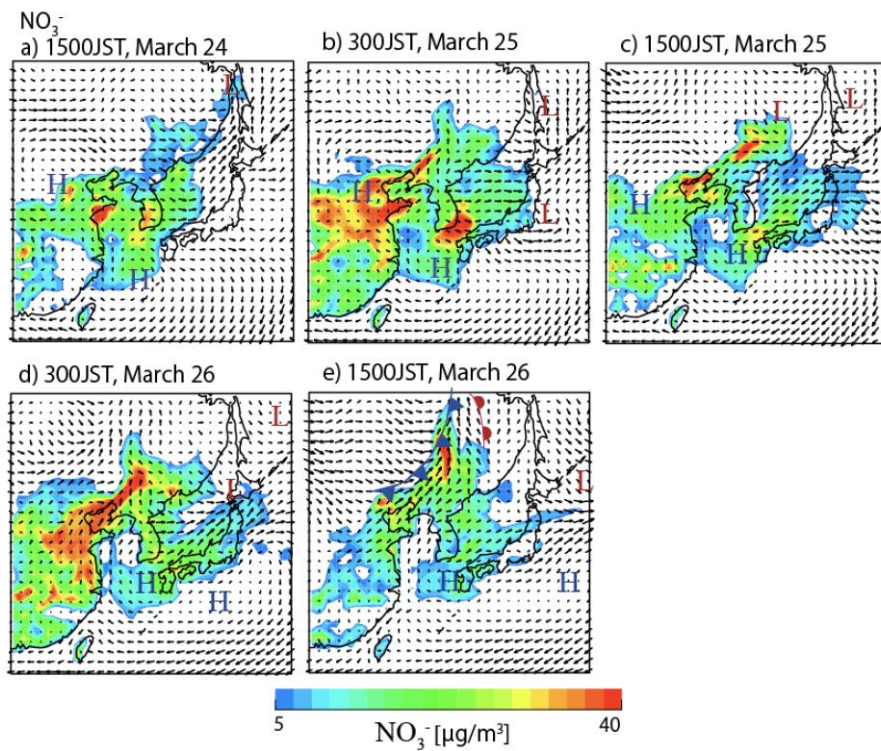 NO₃⁻
a) 1500JST, March 24
b) 300JST, March 25
c) 1500JST, March 25
L
H
H
L
H
L
H
L
L
H
H
d) 300JST, March 26
e) 1500JST, March 26
L
L
H
H
L
H
H
5
40
NO₃⁻ [μg/m³]